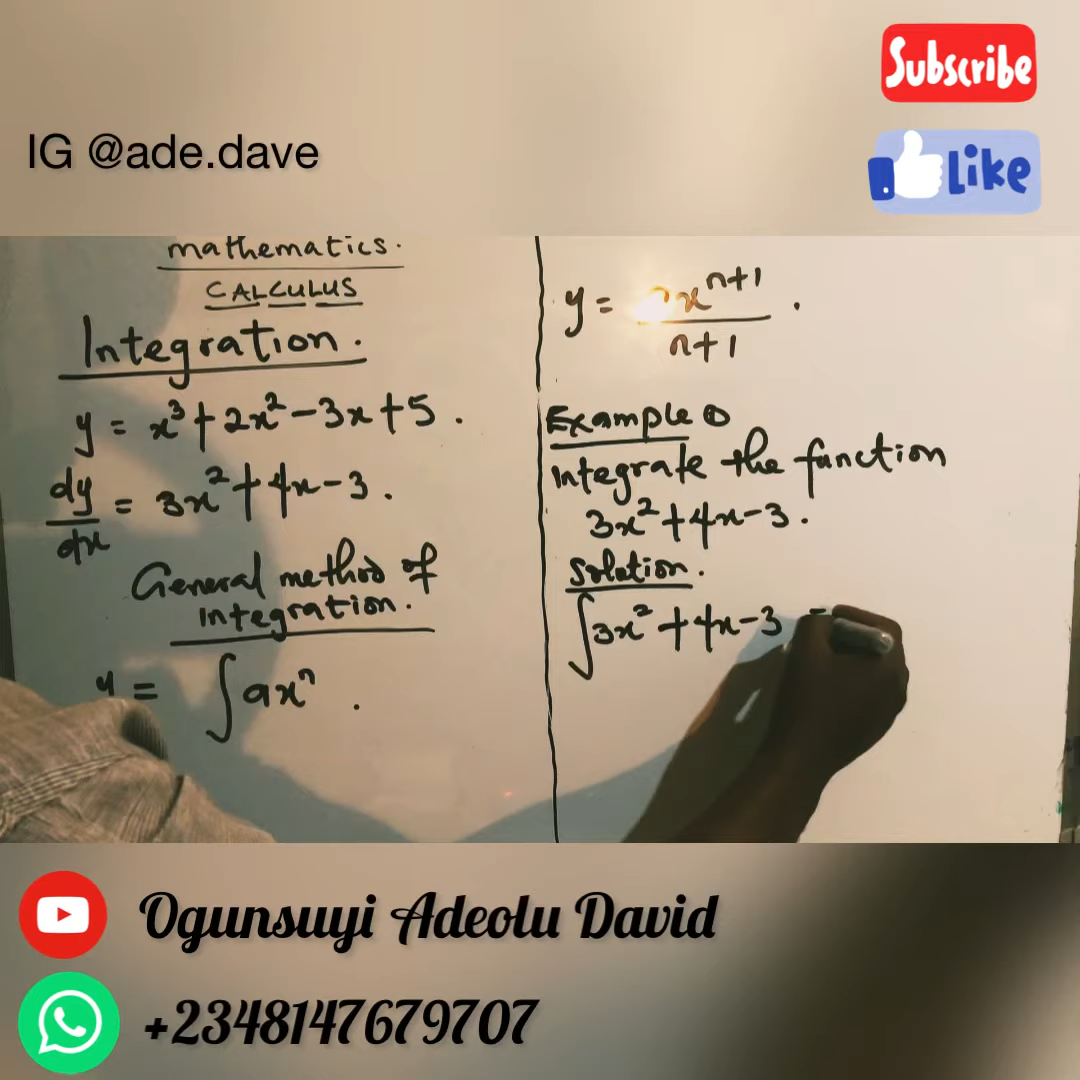 Subscribe
IG @ade.dave
Like
mathematics.
CALCULUS
Integration.
y = x³ + 2x² - 3x + 5.
dy/dx = 3x² + 4x - 3.
General method of
integration.
y = ∫axⁿ.
y = x^(n+1)/(n+1).
Example ①
Integrate the function
3x² + 4x - 3.
Solution.
∫3x² + 4x - 3 =
Ogunsuyi Adeolu David
+2348147679707